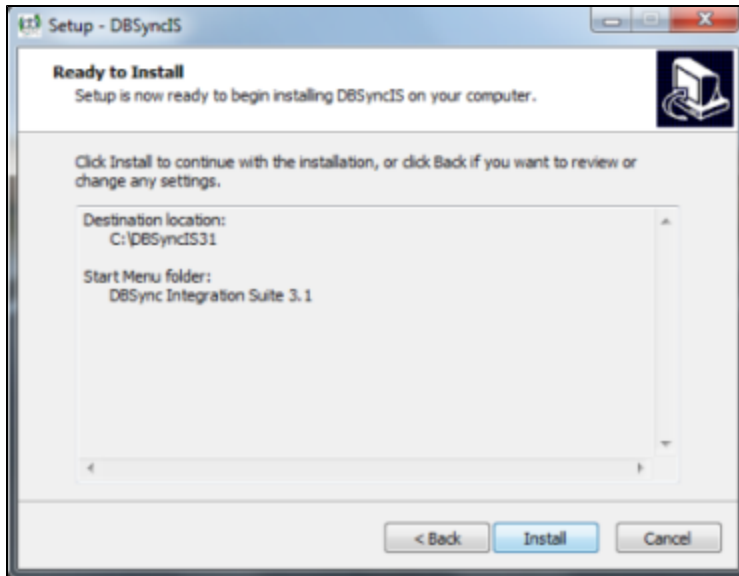 Setup - DBSyncIS
Ready to Install
Setup is now ready to begin installing DBSyncIS on your computer.
Click Install to continue with the installation, or click Back if you want to review or
change any settings.
Destination location:
C:\DBSyncIS31
Start Menu folder:
DBSync Integration Suite 3.1
< Back
Install
Cancel